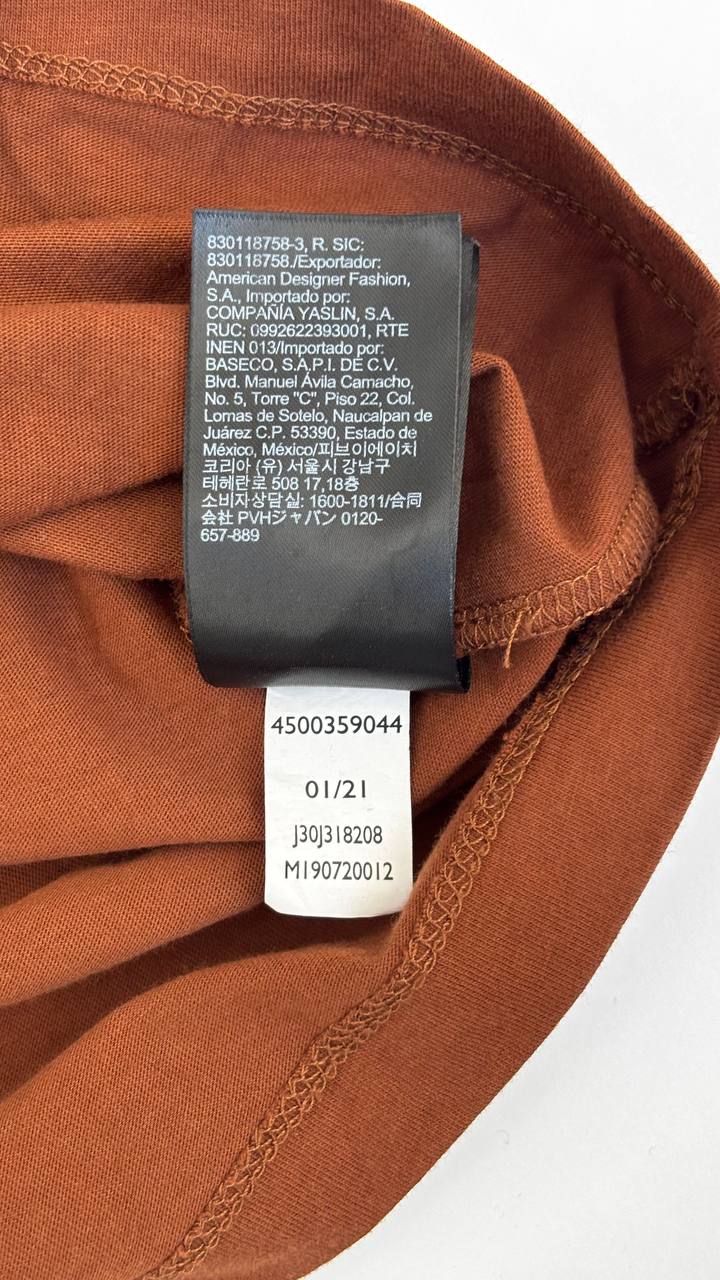 830118758-3, R. SIC:
830118758./Exportador:
American Designer Fashion,
S.A., Importado por:
COMPAÑÍA YASLIN, S.A.
RUC: 0992622393001, RTE
INEN 013/Importado por:
BASECO, S.A.P.I. DE C.V.
Blvd. Manuel Ávila Camacho,
No. 5, Torre "C", Piso 22, Col.
Lomas de Sotelo, Naucalpan de
Juárez C.P. 53390, Estado de
México, México/피브이에이치
코리아 (유) 서울시 강남구
테헤란로 508 17,18층
소비자상담실: 1600-1811/合同
会社 PVHジャパン 0120-
657-889
4500359044
01/21
J30J318208
M190720012